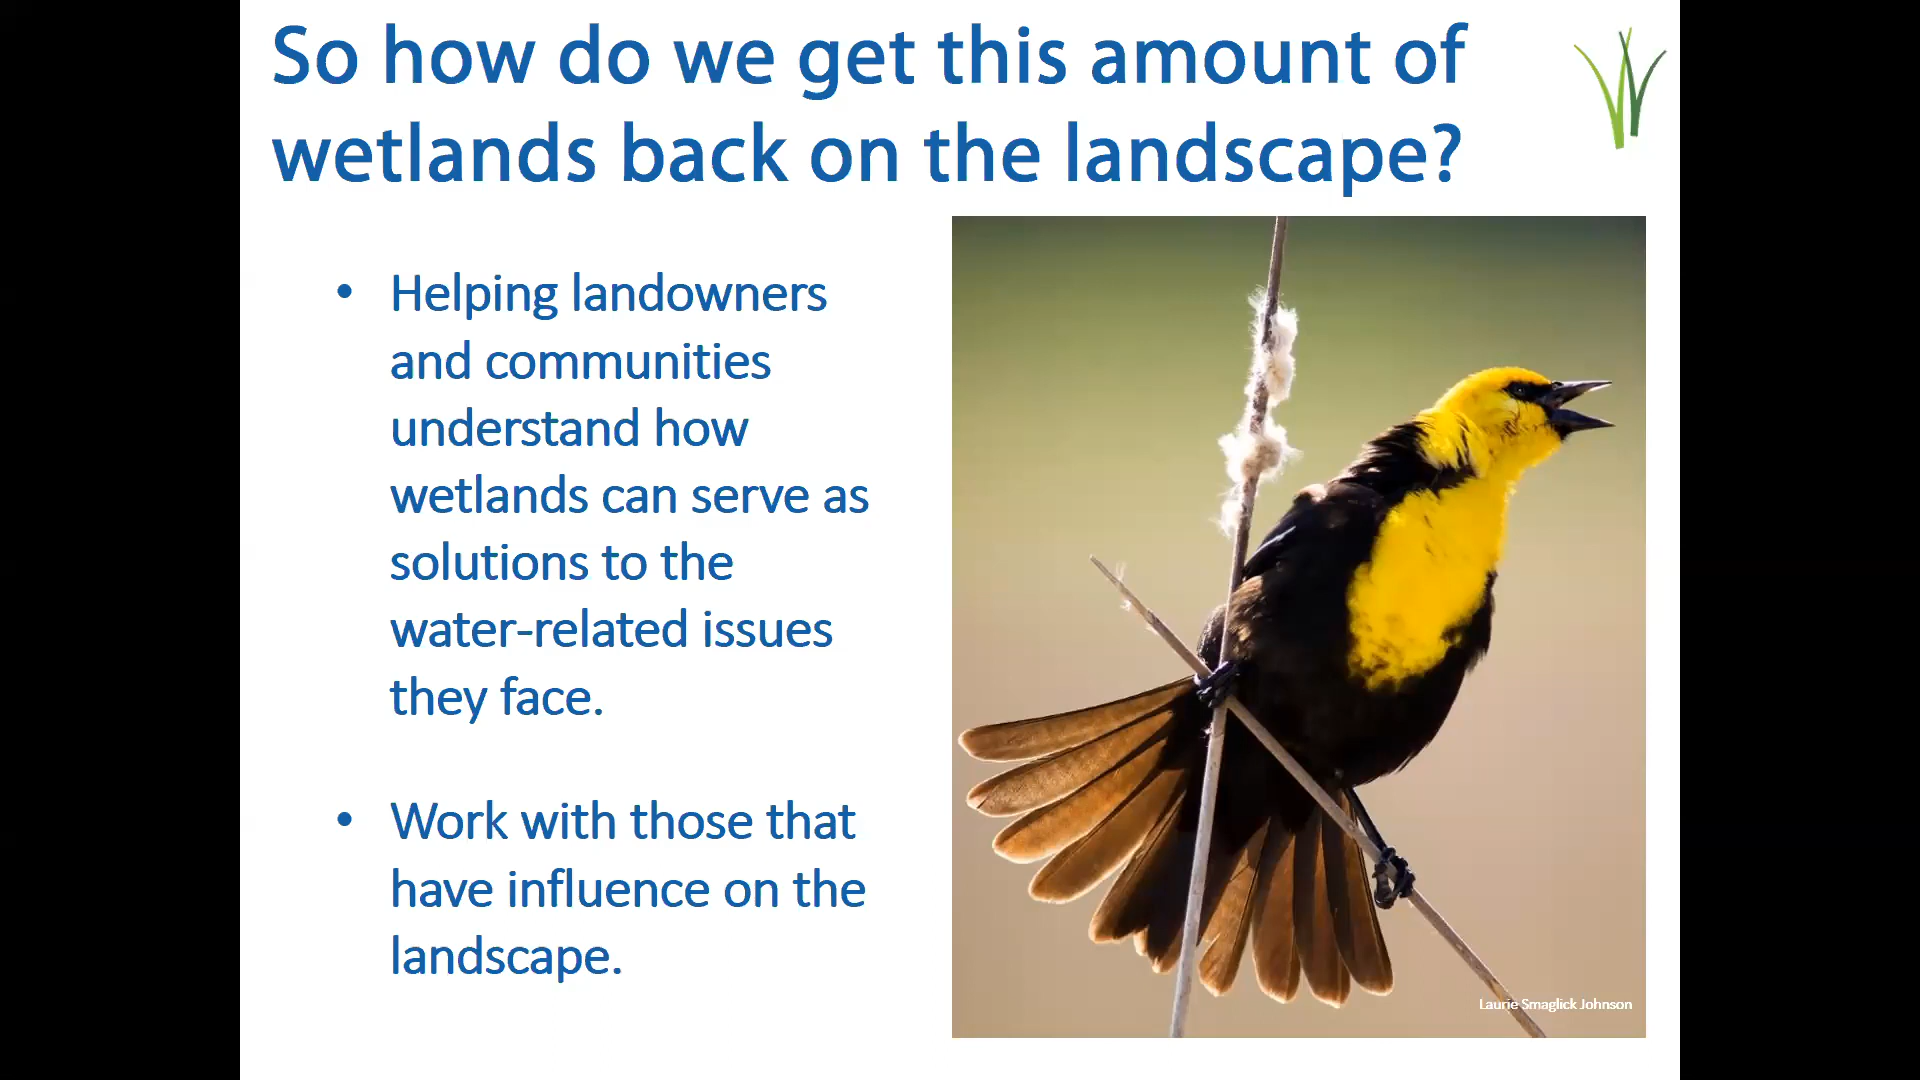 So how do we get this amount of
wetlands back on the landscape?
• Helping landowners
and communities
understand how
wetlands can serve as
solutions to the
water-related issues
they face.
• Work with those that
have influence on the
landscape.
Laurie Smaglick Johnson